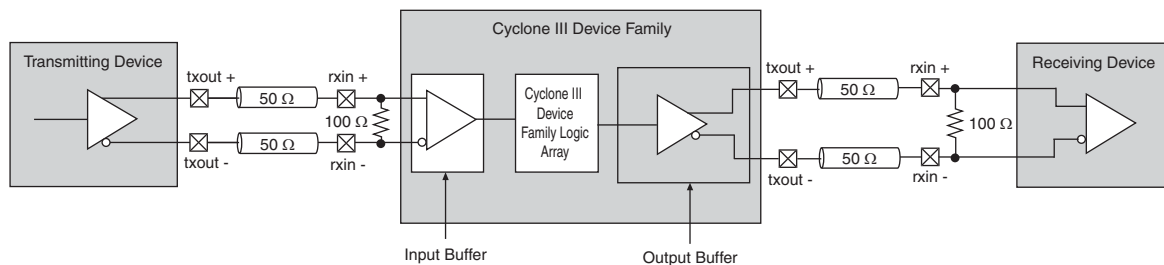 Cyclone III Device Family
Transmitting Device
txout +
rxin +
50 Ω
100 Ω
50 Ω
txout -
rxin -
Cyclone III
Device
Family Logic
Array
Input Buffer
Output Buffer
txout +
rxin +
50 Ω
100 Ω
50 Ω
txout -
rxin -
Receiving Device